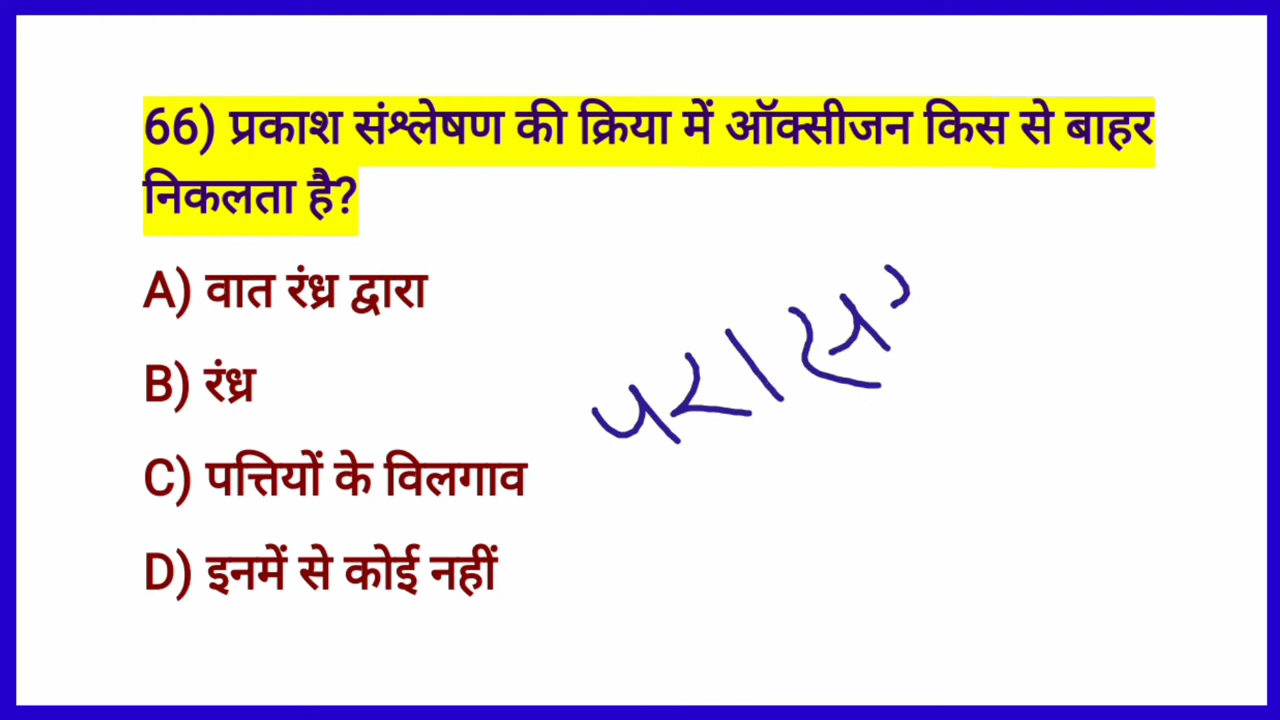 66) प्रकाश संश्लेषण की क्रिया में ऑक्सीजन किस से बाहर
निकलता है?
A) वात रंध्र द्वारा
B) रंध्र
C) पत्तियों के विलगाव
D) इनमें से कोई नहीं